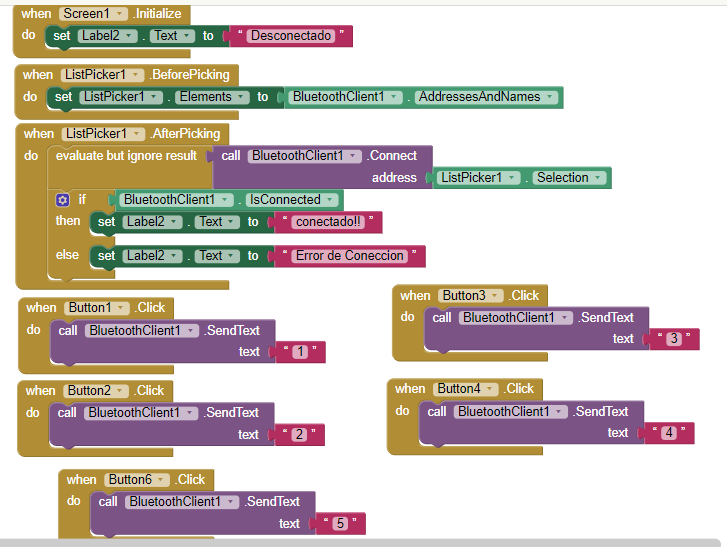 when Screen1 .Initialize
do set Label2 . Text to " Desconectado "
when ListPicker1 .BeforePicking
do set ListPicker1 . Elements to BluetoothClient1 . AddressesAndNames
when ListPicker1 .AfterPicking
do evaluate but ignore result call BluetoothClient1 .Connect
address ListPicker1 . Selection
if BluetoothClient1 . IsConnected
then set Label2 . Text to " conectado!! "
else set Label2 . Text to " Error de Coneccion "
when Button1 .Click
do call BluetoothClient1 .SendText
text " 1 "
when Button3 .Click
do call BluetoothClient1 .SendText
text " 3 "
when Button2 .Click
do call BluetoothClient1 .SendText
text " 2 "
when Button4 .Click
do call BluetoothClient1 .SendText
text " 4 "
when Button6 .Click
do call BluetoothClient1 .SendText
text " 5 "